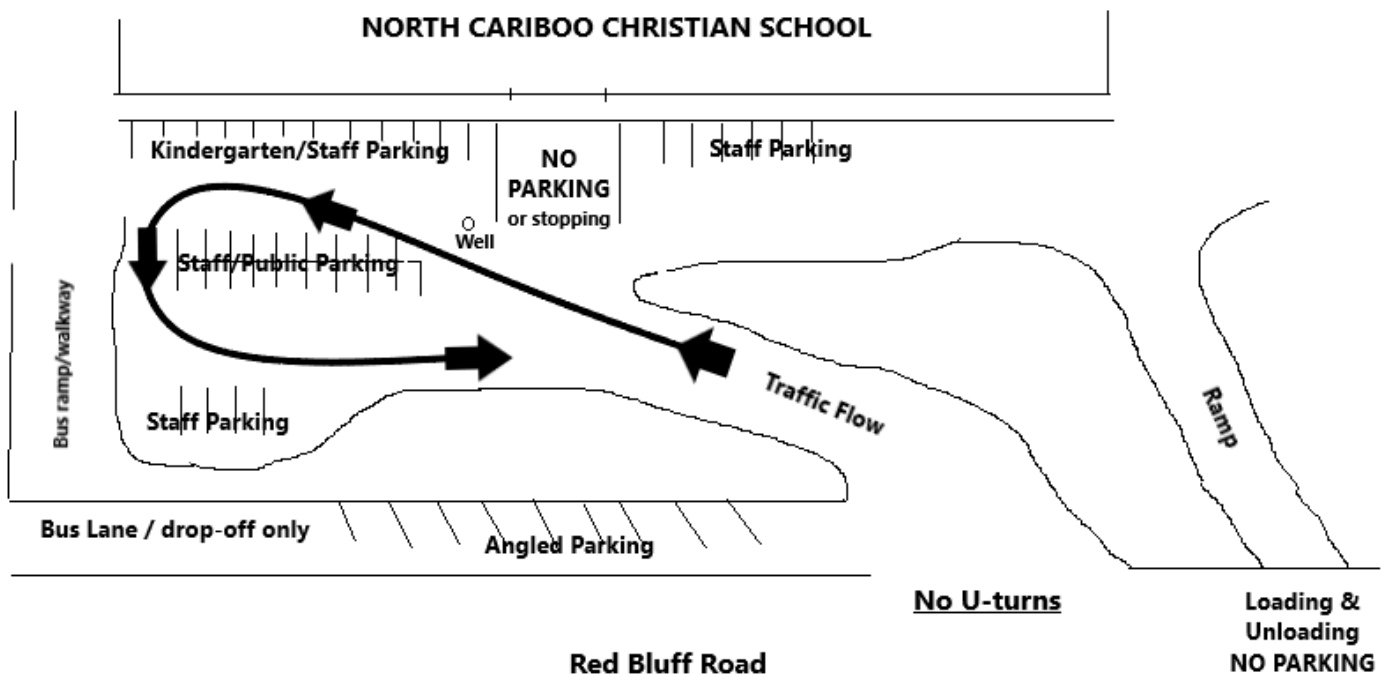 NORTH CARIBOO CHRISTIAN SCHOOL
Kindergarten/Staff Parking
NO
PARKING
or stopping
Staff Parking
Well
Staff/Public Parking
Bus ramp/walkway
Traffic Flow
Ramp
Staff Parking
Bus Lane / drop-off only
Angled Parking
No U-turns
Loading &
Unloading
NO PARKING
Red Bluff Road